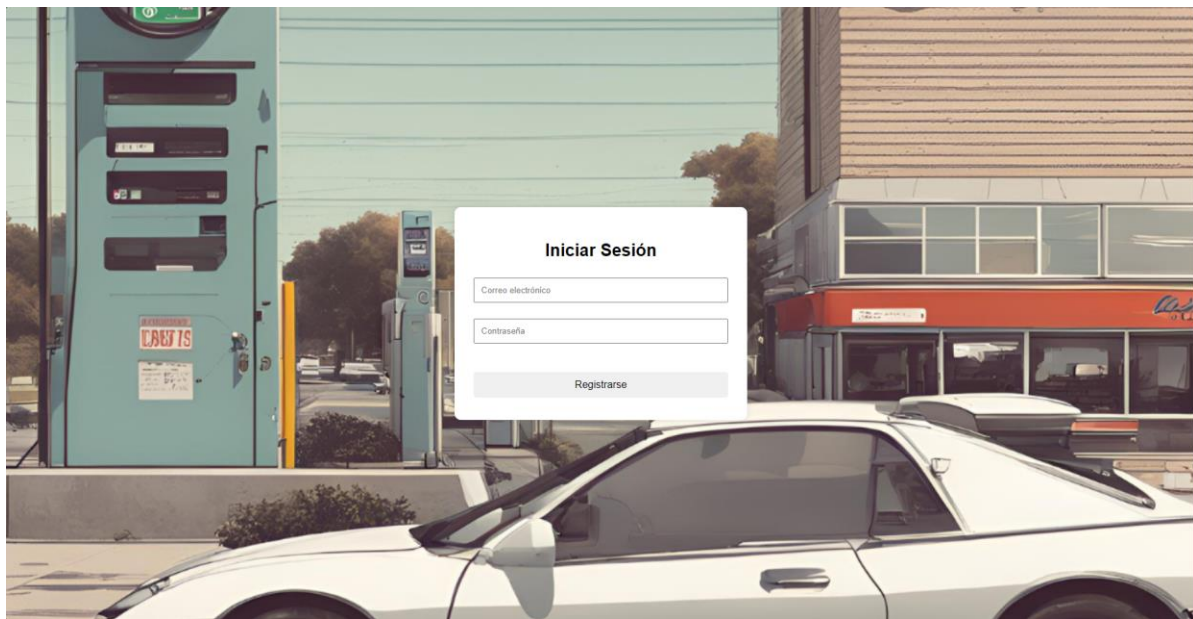 Iniciar Sesión
Correo electrónico
Contraseña
Registrarse